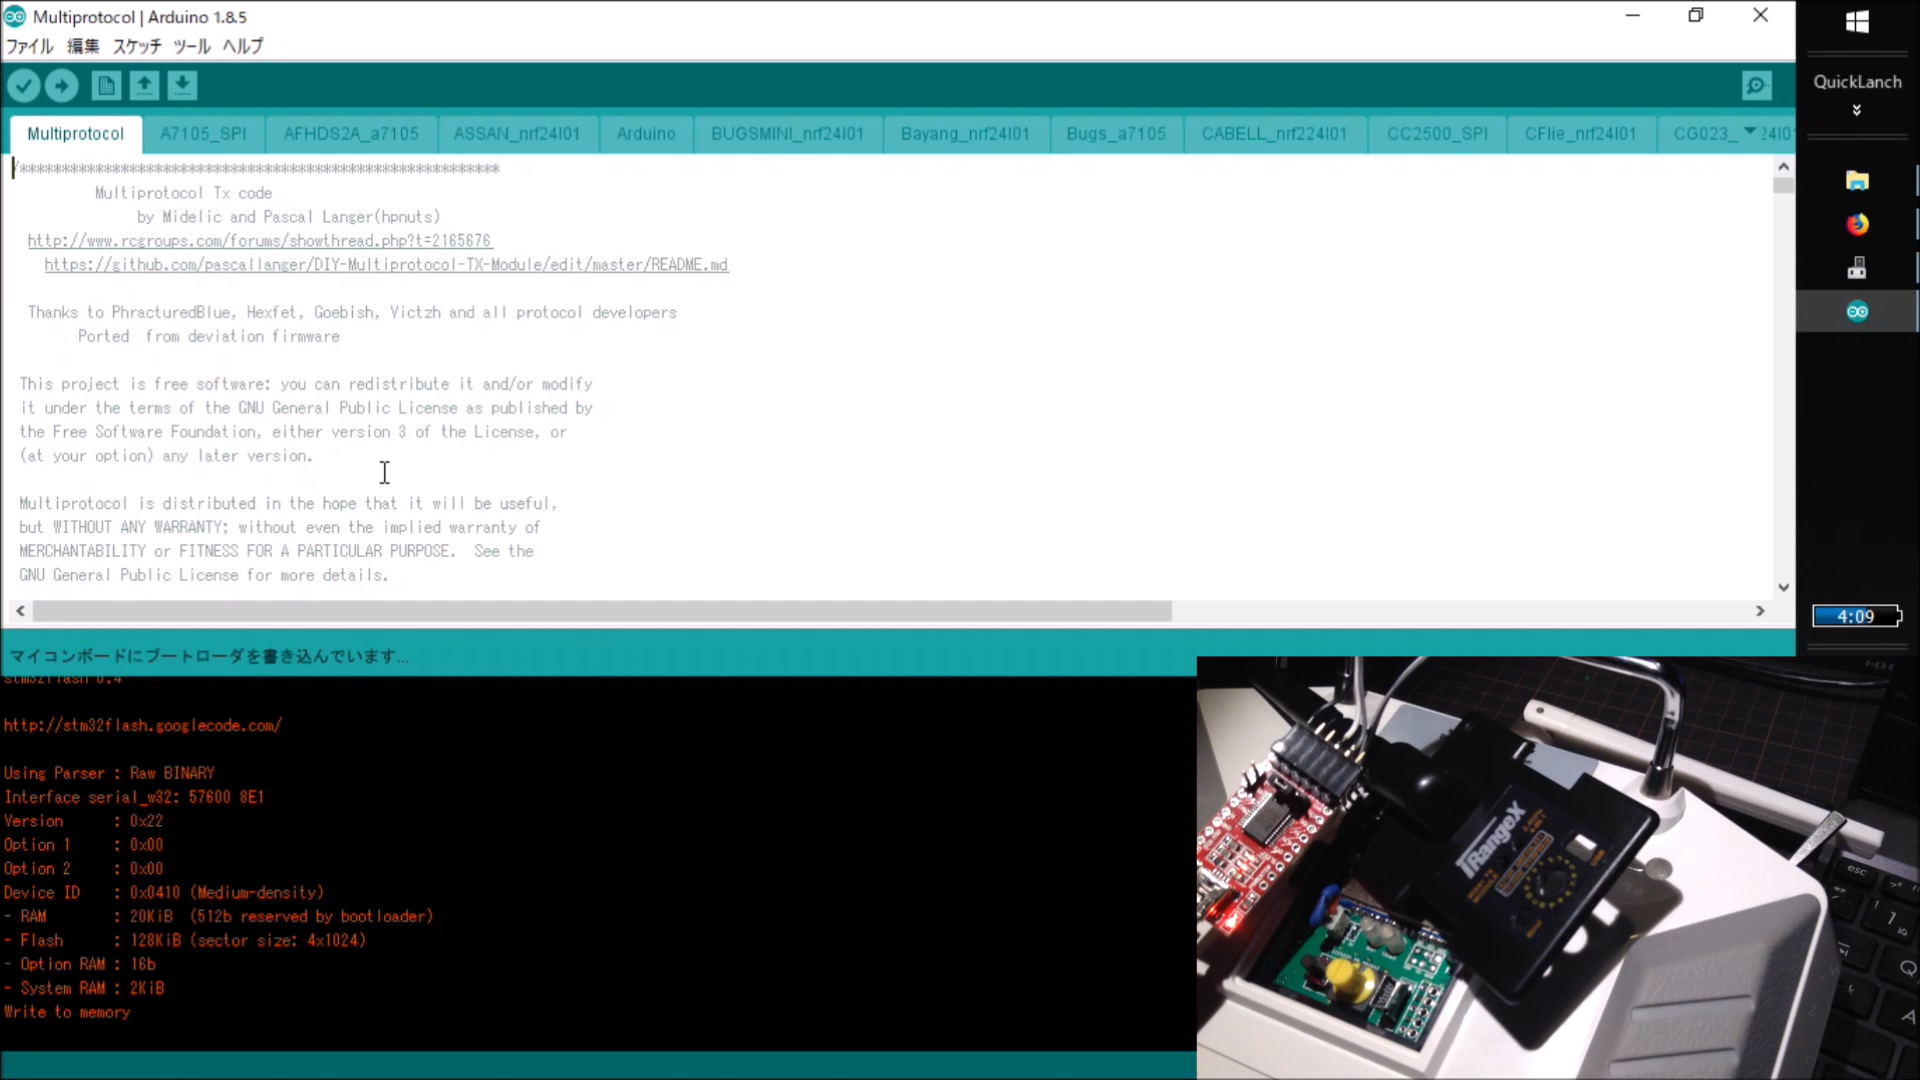 Multiprotocol | Arduino 1.8.5
ファイル 編集 スケッチ ツール ヘルプ
QuickLanch
Multiprotocol A7105_SPI AFHDS2A_a7105 ASSAN_nrf24l01 Arduino BUGSMINI_nrf24l01 Bayang_nrf24l01 Bugs_a7105 CABELL_nrf224l01 CC2500_SPI CFlie_nrf24l01 CG023_ 24l01
/*********************************************************
Multiprotocol Tx code
by Midelic and Pascal Langer(hpnuts)
http://www.rcgroups.com/forums/showthread.php?t=2165676
https://github.com/pascallanger/DIY-Multiprotocol-TX-Module/edit/master/README.md
Thanks to PhracturedBlue, Hexfet, Goebish, Victzh and all protocol developers
Ported  from deviation firmware
This project is free software: you can redistribute it and/or modify
it under the terms of the GNU General Public License as published by
the Free Software Foundation, either version 3 of the License, or
(at your option) any later version.
Multiprotocol is distributed in the hope that it will be useful,
but WITHOUT ANY WARRANTY; without even the implied warranty of
MERCHANTABILITY or FITNESS FOR A PARTICULAR PURPOSE.  See the
GNU General Public License for more details.
4:09
マイコンボードにブートローダを書き込んでいます...
stm32flash 0.4
http://stm32flash.googlecode.com/
Using Parser : Raw BINARY
Interface serial_w32: 57600 8E1
Version : 0x22
Option 1 : 0x00
Option 2 : 0x00
Device ID : 0x0410 (Medium-density)
- RAM : 20KiB (512b reserved by bootloader)
- Flash : 128KiB (sector size: 4x1024)
- Option RAM : 16b
- System RAM : 2KiB
Write to memory
TRangeX
esc
Q
A